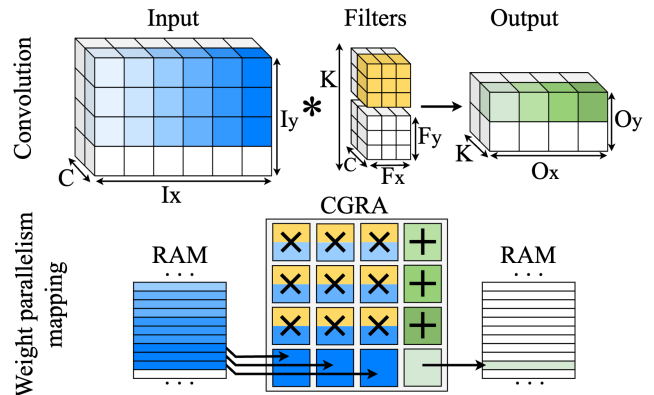 Input
Filters
Output
Convolution
K
Iy
*
Fy
Oy
C
C
K
Fx
Ox
Ix
CGRA
Weight parallelism
mapping
RAM
RAM
. . .
. . .
× × × +
× × × +
× × × +
. . .
. . .